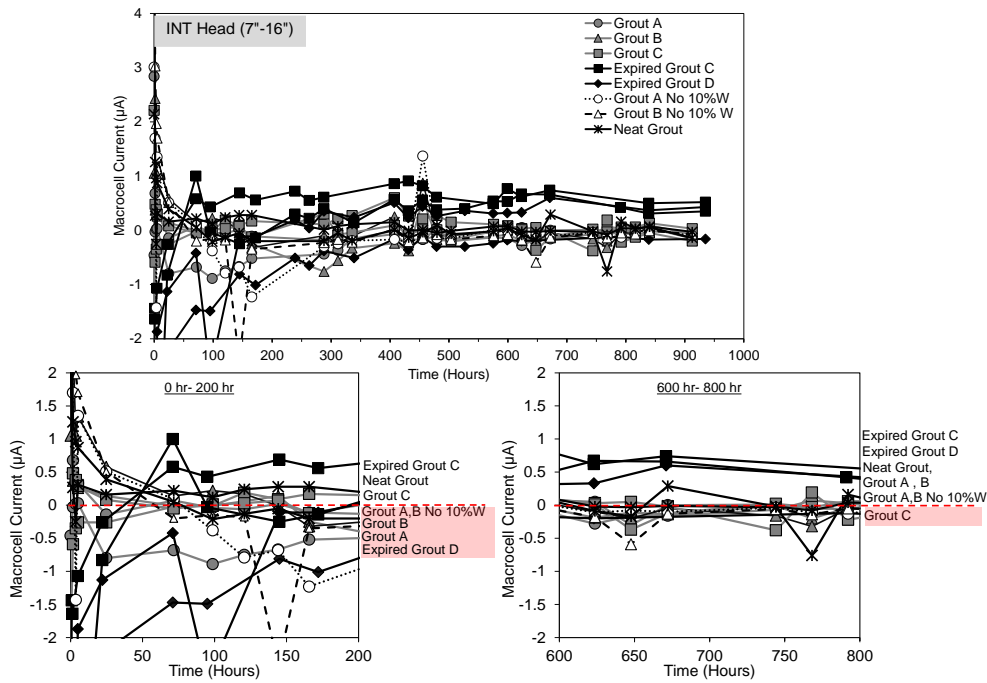 INT Head (7"-16")
Grout A
Grout B
Grout C
Expired Grout C
Expired Grout D
Grout A No 10%W
Grout B No 10% W
Neat Grout
Macrocell Current (µA)
4
3
2
1
0
-1
-2
0 100 200 300 400 500 600 700 800 900 1000
Time (Hours)
0 hr- 200 hr
Macrocell Current (µA)
2
1.5
1
0.5
0
-0.5
-1
-1.5
-2
0 50 100 150 200
Time (Hours)
Expired Grout C
Neat Grout
Grout C
Grout A,B No 10%W
Grout B
Grout A
Expired Grout D
600 hr- 800 hr
Macrocell Current (µA)
2
1.5
1
0.5
0
-0.5
-1
-1.5
-2
600 650 700 750 800
Time (Hours)
Expired Grout C
Expired Grout D
Neat Grout,
Grout A , B
Grout A,B No 10%W
Grout C